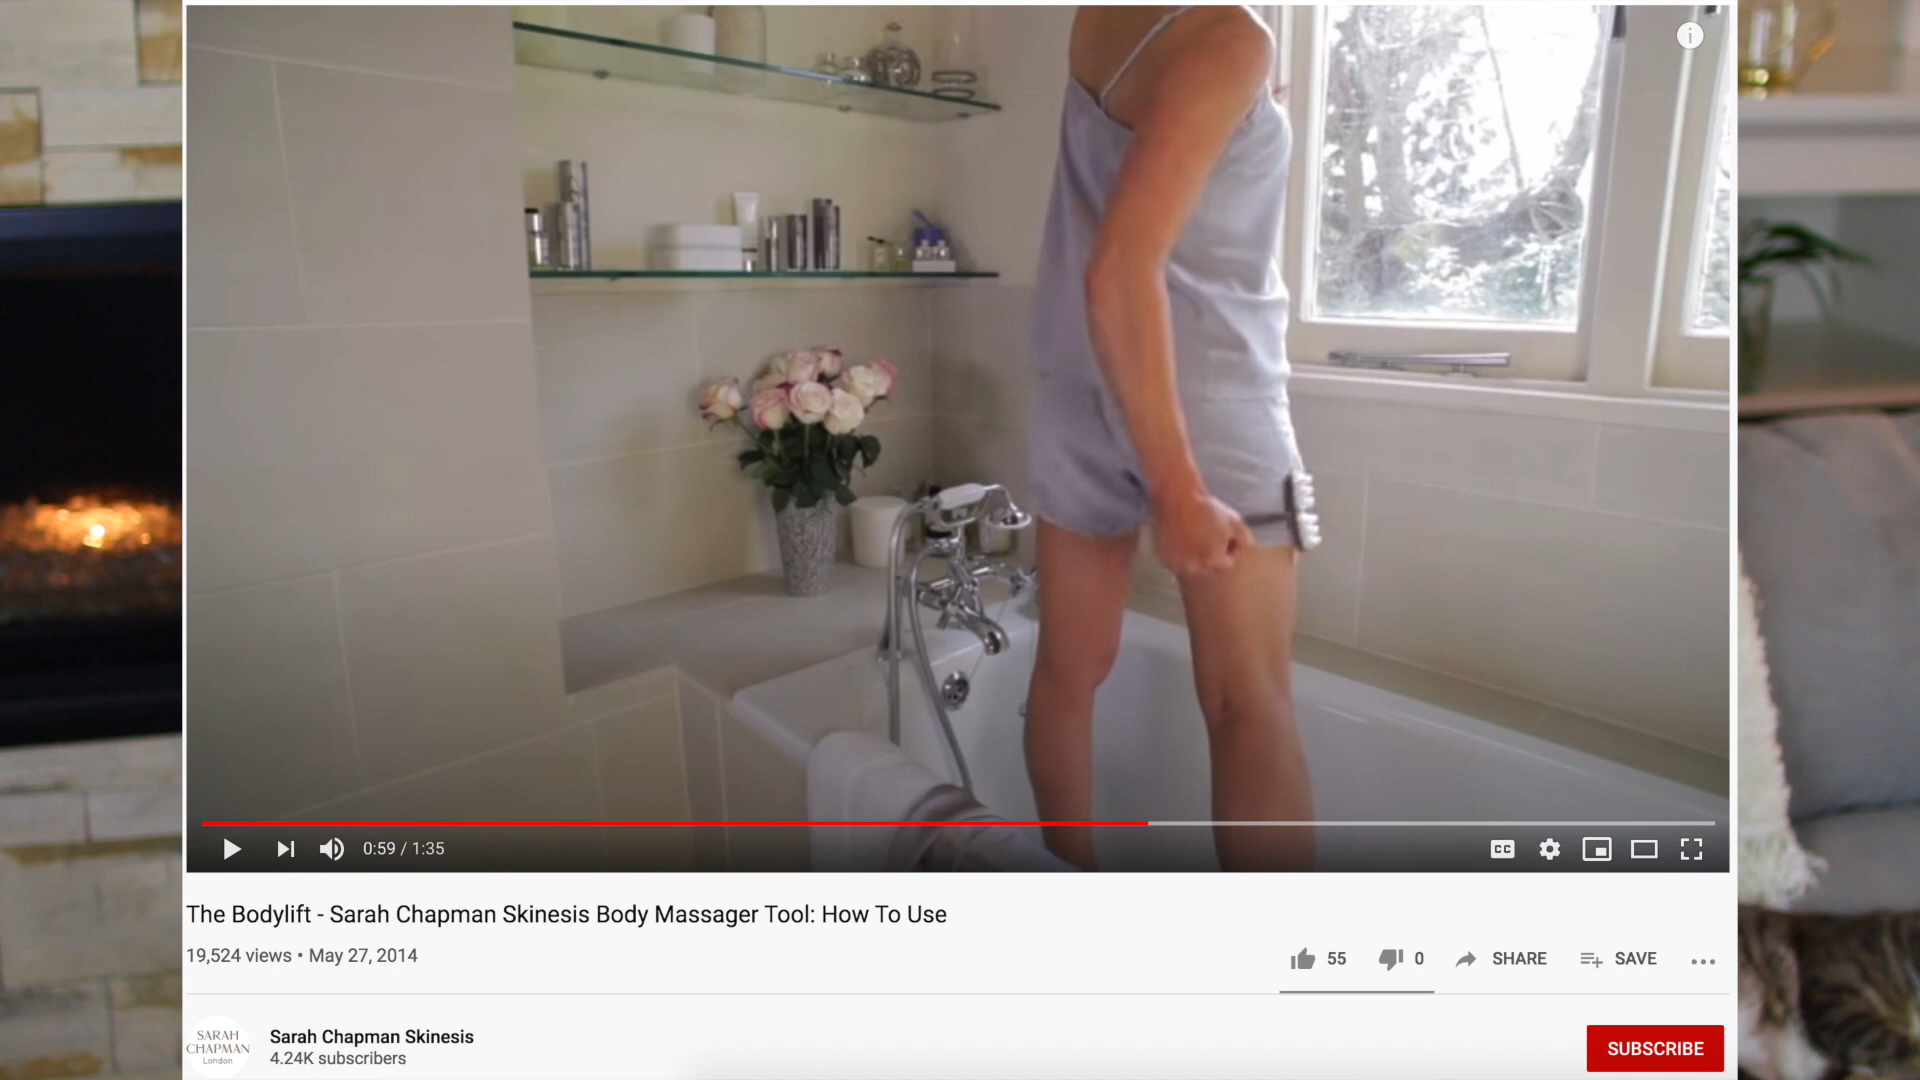 i
0:59 / 1:35
CC
The Bodylift - Sarah Chapman Skinesis Body Massager Tool: How To Use
19,524 views • May 27, 2014
55
0
SHARE
SAVE
SARAH
CHAPMAN
London
Sarah Chapman Skinesis
4.24K subscribers
SUBSCRIBE